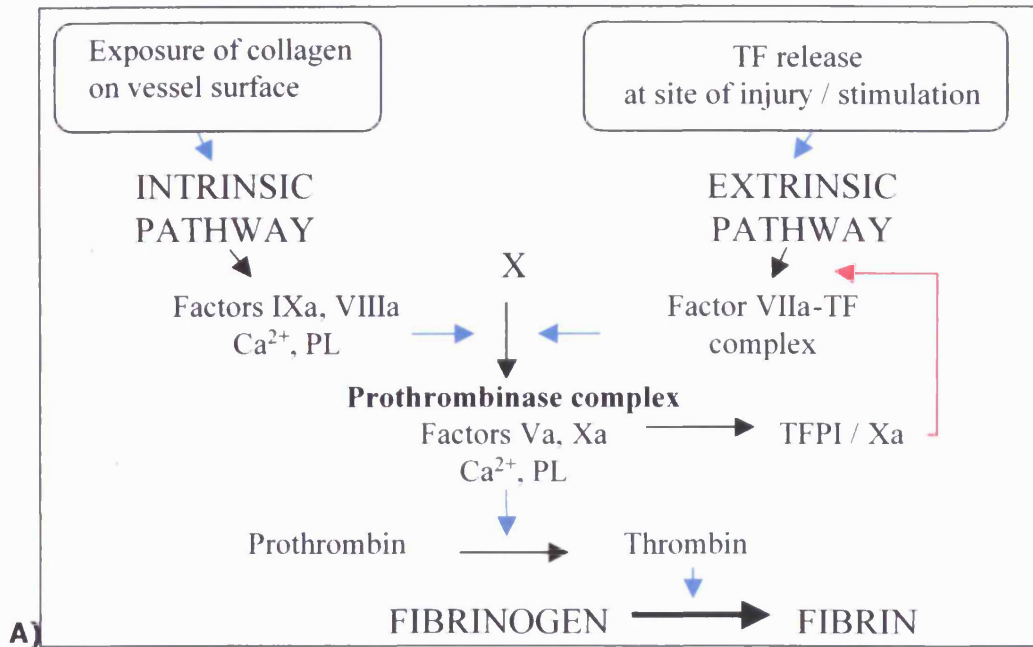 Exposure of collagen
on vessel surface
TF release
at site of injury / stimulation
INTRINSIC
PATHWAY
EXTRINSIC
PATHWAY
X
Factors IXa, VIIIa
Ca²⁺, PL
Factor VIIa-TF
complex
Prothrombinase complex
Factors Va, Xa
Ca²⁺, PL
TFPI / Xa
Prothrombin
Thrombin
FIBRINOGEN
FIBRIN
A)